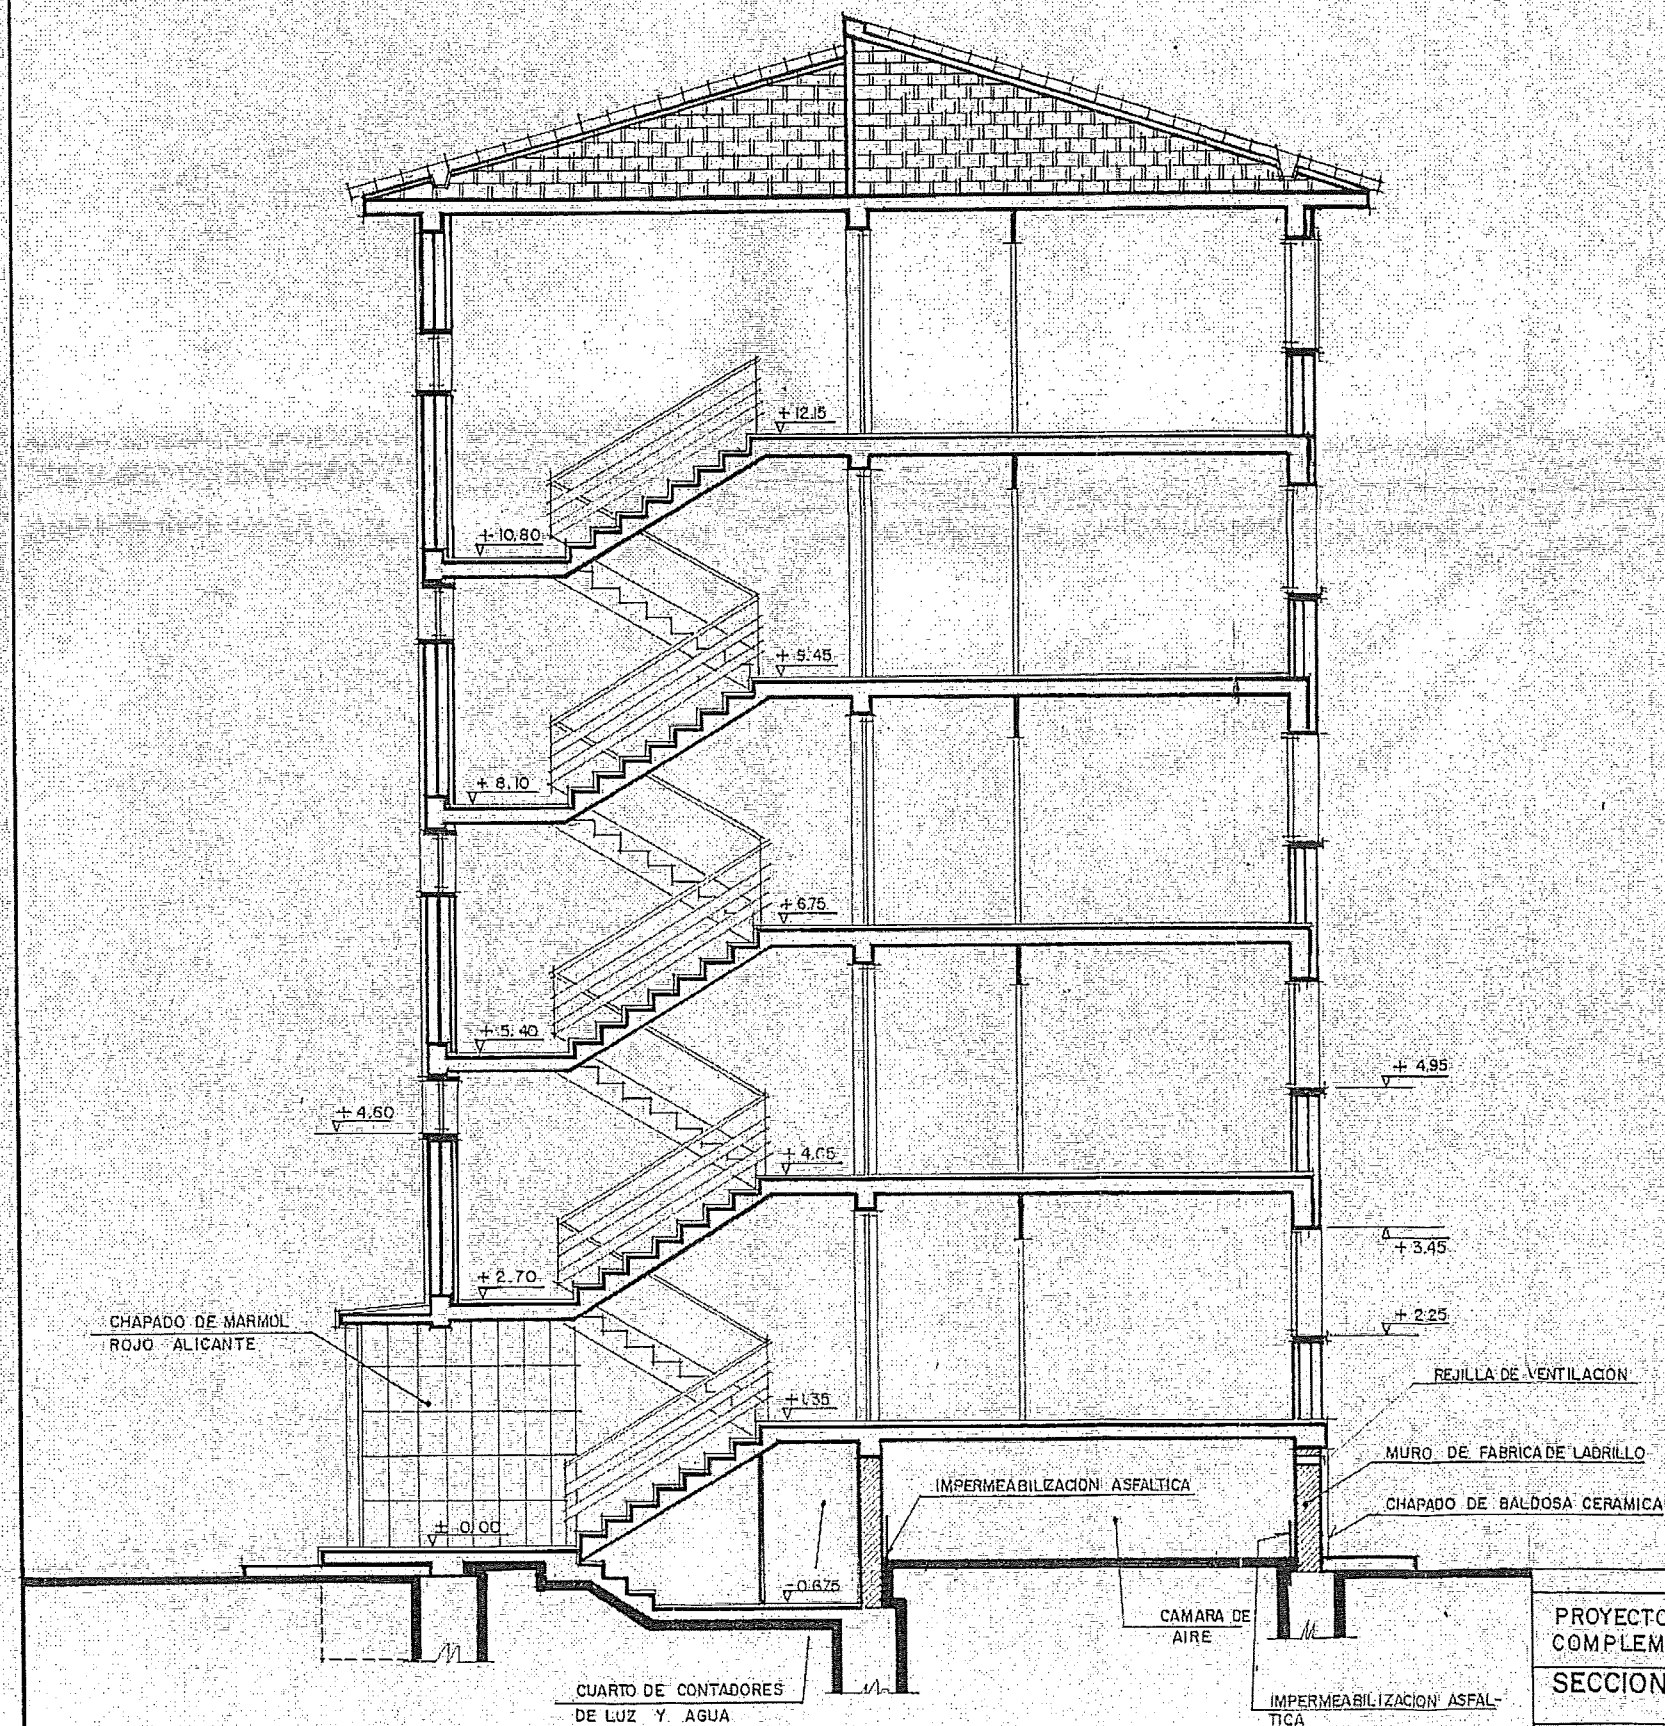 + 12.15
+ 10.80
+ 9.45
+ 8.10
+ 6.75
+ 5.40
+ 4.95
+ 4.60
+ 4.05
+ 3.45
+ 2.70
+ 2.25
CHAPADO DE MARMOL
ROJO ALICANTE
REJILLA DE VENTILACION
+ 1.35
MURO DE FABRICA DE LADRILLO
IMPERMEABILIZACION ASFALTICA
CHAPADO DE BALDOSA CERAMICA
± 0.00
-0.675
CAMARA DE
AIRE
PROYECTO
COMPLEM
SECCION
CUARTO DE CONTADORES
DE LUZ Y AGUA
IMPERMEABILIZACION ASFAL-
TICA